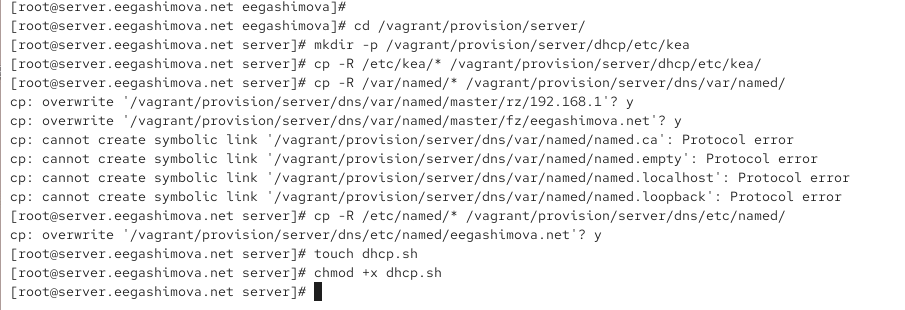 [root@server.eegashimova.net eegashimova]#
[root@server.eegashimova.net eegashimova]# cd /vagrant/provision/server/
[root@server.eegashimova.net server]# mkdir -p /vagrant/provision/server/dhcp/etc/kea
[root@server.eegashimova.net server]# cp -R /etc/kea/* /vagrant/provision/server/dhcp/etc/kea/
[root@server.eegashimova.net server]# cp -R /var/named/* /vagrant/provision/server/dns/var/named/
cp: overwrite '/vagrant/provision/server/dns/var/named/master/rz/192.168.1'? y
cp: overwrite '/vagrant/provision/server/dns/var/named/master/fz/eegashimova.net'? y
cp: cannot create symbolic link '/vagrant/provision/server/dns/var/named/named.ca': Protocol error
cp: cannot create symbolic link '/vagrant/provision/server/dns/var/named/named.empty': Protocol error
cp: cannot create symbolic link '/vagrant/provision/server/dns/var/named/named.localhost': Protocol error
cp: cannot create symbolic link '/vagrant/provision/server/dns/var/named/named.loopback': Protocol error
[root@server.eegashimova.net server]# cp -R /etc/named/* /vagrant/provision/server/dns/etc/named/
cp: overwrite '/vagrant/provision/server/dns/etc/named/eegashimova.net'? y
[root@server.eegashimova.net server]# touch dhcp.sh
[root@server.eegashimova.net server]# chmod +x dhcp.sh
[root@server.eegashimova.net server]#